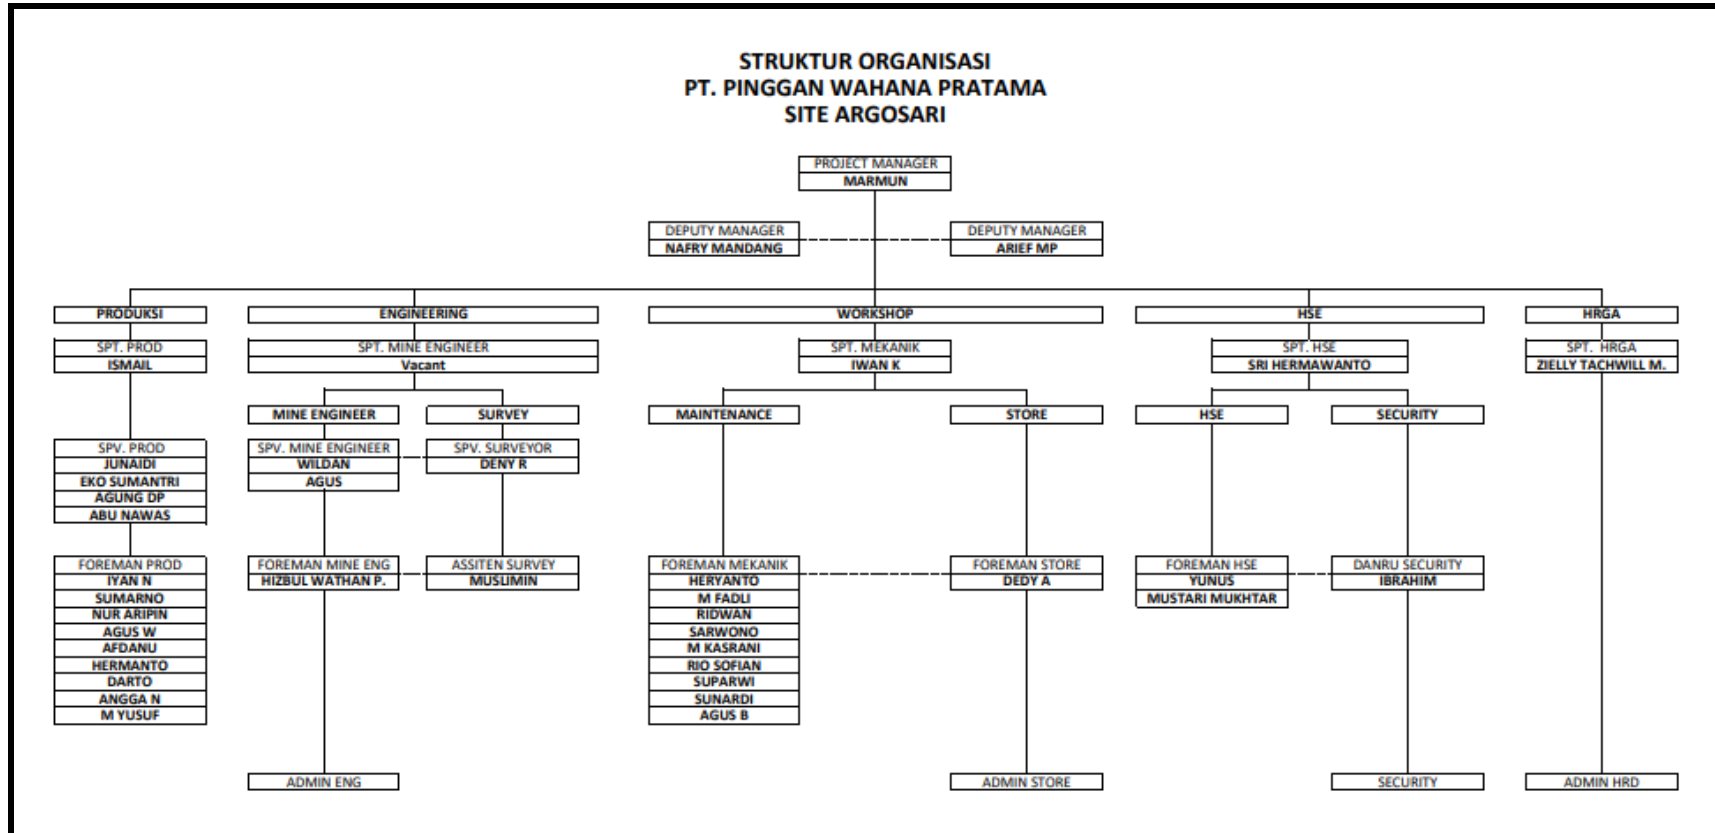 STRUKTUR ORGANISASI
PT. PINGGAN WAHANA PRATAMA
SITE ARGOSARI
PROJECT MANAGER
MARMUN
DEPUTY MANAGER
NAFRY MANDANG
DEPUTY MANAGER
ARIEF MP
PRODUKSI
SPT. PROD
ISMAIL
SPV. PROD
JUNAIDI
EKO SUMANTRI
AGUNG DP
ABU NAWAS
FOREMAN PROD
IYAN N
SUMARNO
NUR ARIPIN
AGUS W
AFDANU
HERMANTO
DARTO
ANGGA N
M YUSUF
ENGINEERING
SPT. MINE ENGINEER
Vacant
MINE ENGINEER
SPV. MINE ENGINEER
WILDAN
AGUS
FOREMAN MINE ENG
HIZBUL WATHAN P.
ADMIN ENG
SURVEY
SPV. SURVEYOR
DENY R
ASSITEN SURVEY
MUSLIMIN
WORKSHOP
SPT. MEKANIK
IWAN K
MAINTENANCE
FOREMAN MEKANIK
HERYANTO
M FADLI
RIDWAN
SARWONO
M KASRANI
RIO SOFIAN
SUPARWI
SUNARDI
AGUS B
STORE
FOREMAN STORE
DEDY A
ADMIN STORE
HSE
SPT. HSE
SRI HERMAWANTO
HSE
FOREMAN HSE
YUNUS
MUSTARI MUKHTAR
SECURITY
DANRU SECURITY
IBRAHIM
SECURITY
HRGA
SPT. HRGA
ZIELLY TACHWILL M.
ADMIN HRD